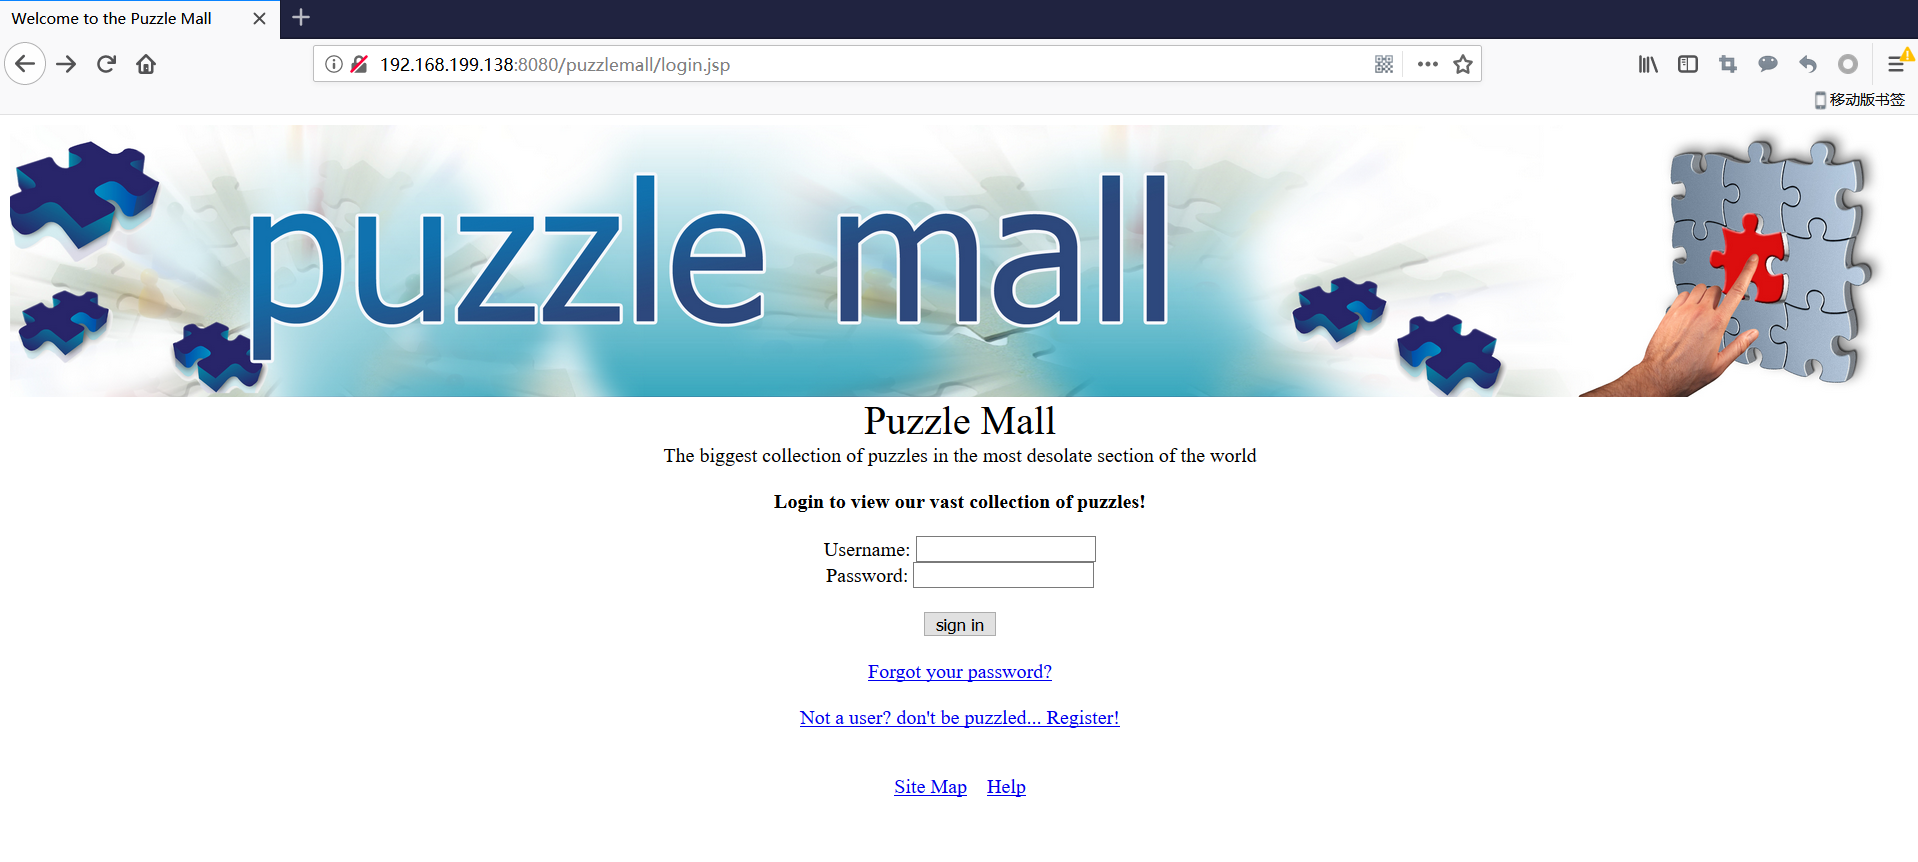 Welcome to the Puzzle Mall
192.168.199.138:8080/puzzlemall/login.jsp
移动版书签
puzzle mall
Puzzle Mall
The biggest collection of puzzles in the most desolate section of the world
Login to view our vast collection of puzzles!
Username:
Password:
sign in
Forgot your password?
Not a user? don't be puzzled... Register!
Site Map Help